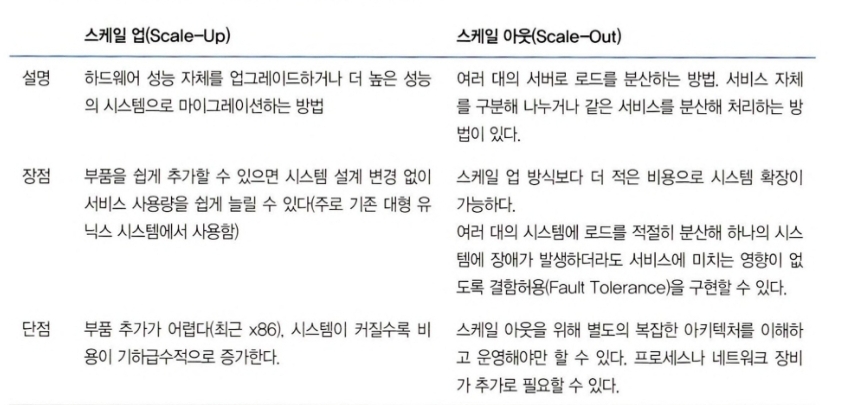 스케일 업(Scale-Up)
스케일 아웃(Scale-Out)
설명
하드웨어 성능 자체를 업그레이드하거나 더 높은 성능
의 시스템으로 마이그레이션하는 방법
여러 대의 서버로 로드를 분산하는 방법. 서비스 자체
를 구분해 나누거나 같은 서비스를 분산해 처리하는 방
법이 있다.
장점
부품을 쉽게 추가할 수 있으면 시스템 설계 변경 없이
서비스 사용량을 쉽게 늘릴 수 있다(주로 기존 대형 유
닉스 시스템에서 사용함)
스케일 업 방식보다 더 적은 비용으로 시스템 확장이
가능하다.
여러 대의 시스템에 로드를 적절히 분산해 하나의 시스
템에 장애가 발생하더라도 서비스에 미치는 영향이 없
도록 결함허용(Fault Tolerance)을 구현할 수 있다.
단점
부품 추가가 어렵다(최근 x86), 시스템이 커질수록 비
용이 기하급수적으로 증가한다.
스케일 아웃을 위해 별도의 복잡한 아키텍처를 이해하
고 운영해야만 할 수 있다. 프로세스나 네트워크 장비
가 추가로 필요할 수 있다.